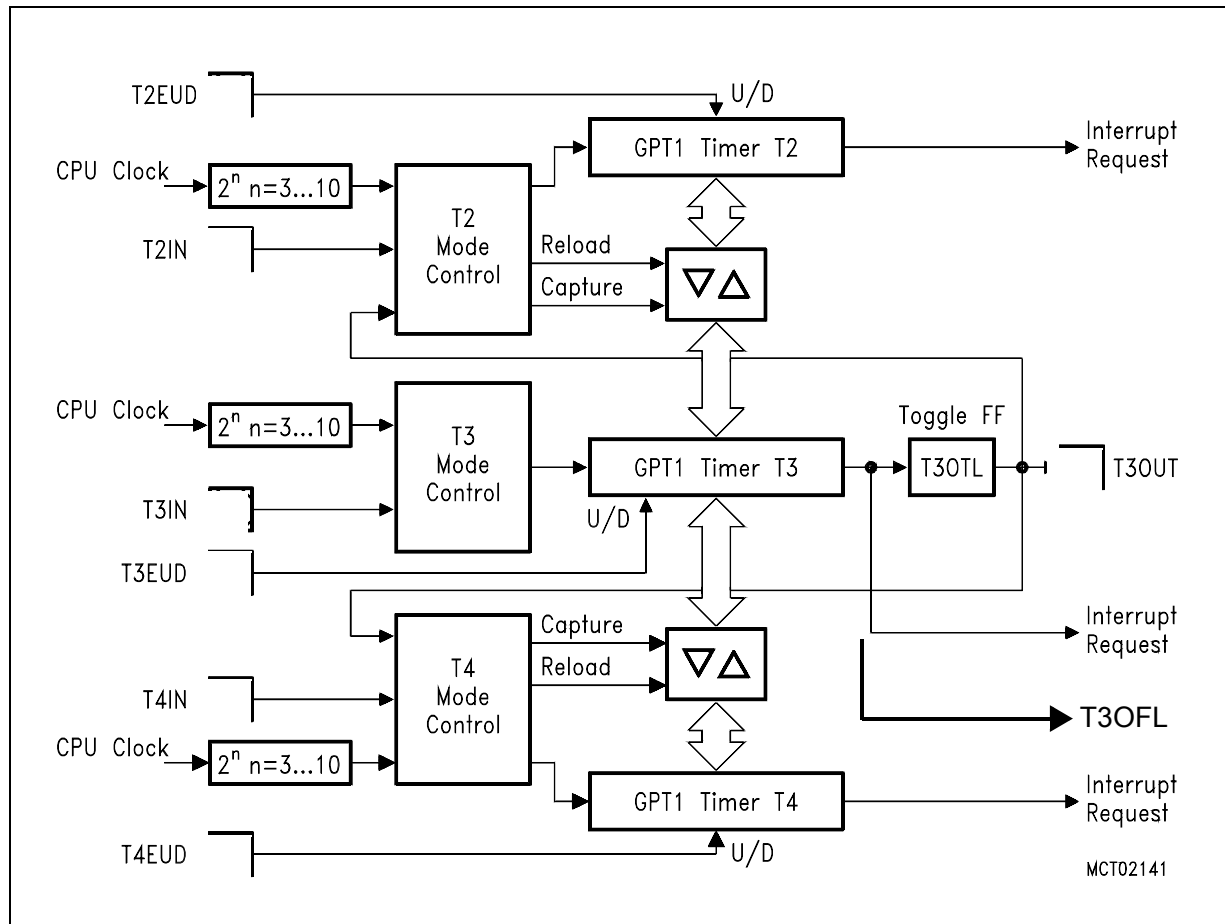 T2EUD
U/D
GPT1 Timer T2
Interrupt
Request
CPU Clock
2ⁿ n=3...10
T2
Mode
Control
T2IN
Reload
Capture
CPU Clock
2ⁿ n=3...10
T3
Mode
Control
Toggle FF
GPT1 Timer T3
T3OTL
T3OUT
T3IN
U/D
T3EUD
Interrupt
Request
Capture
Reload
T4
Mode
Control
T4IN
T3OFL
CPU Clock
2ⁿ n=3...10
GPT1 Timer T4
Interrupt
Request
T4EUD
U/D
MCT02141